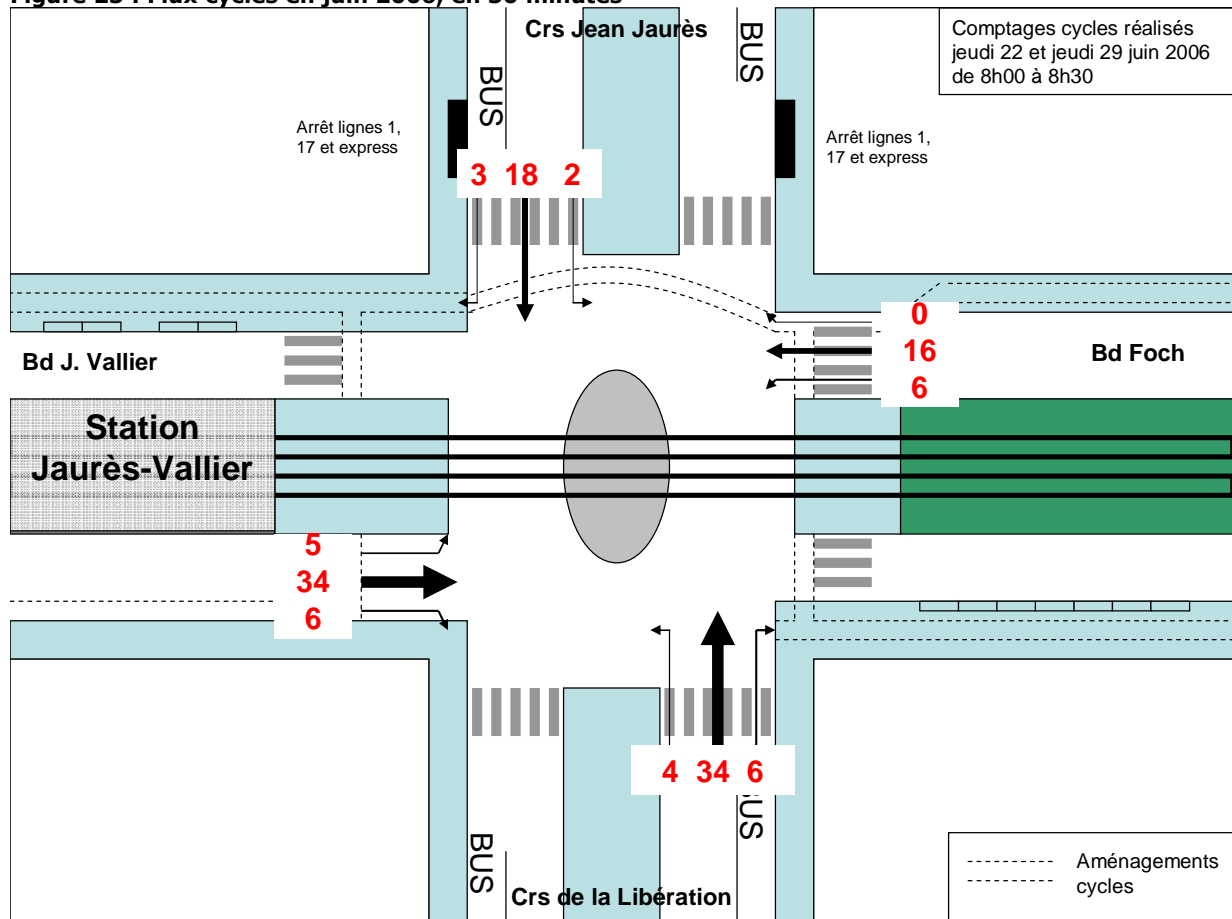 Crs Jean Jaurès
BUS
BUS
Comptages cycles réalisés
jeudi 22 et jeudi 29 juin 2006
de 8h00 à 8h30
Arrêt lignes 1,
17 et express
Arrêt lignes 1,
17 et express
3 18 2
0
16
6
Bd J. Vallier
Bd Foch
Station
Jaurès-Vallier
5
34
6
4 34 6
BUS
BUS
Crs de la Libération
Aménagements
cycles